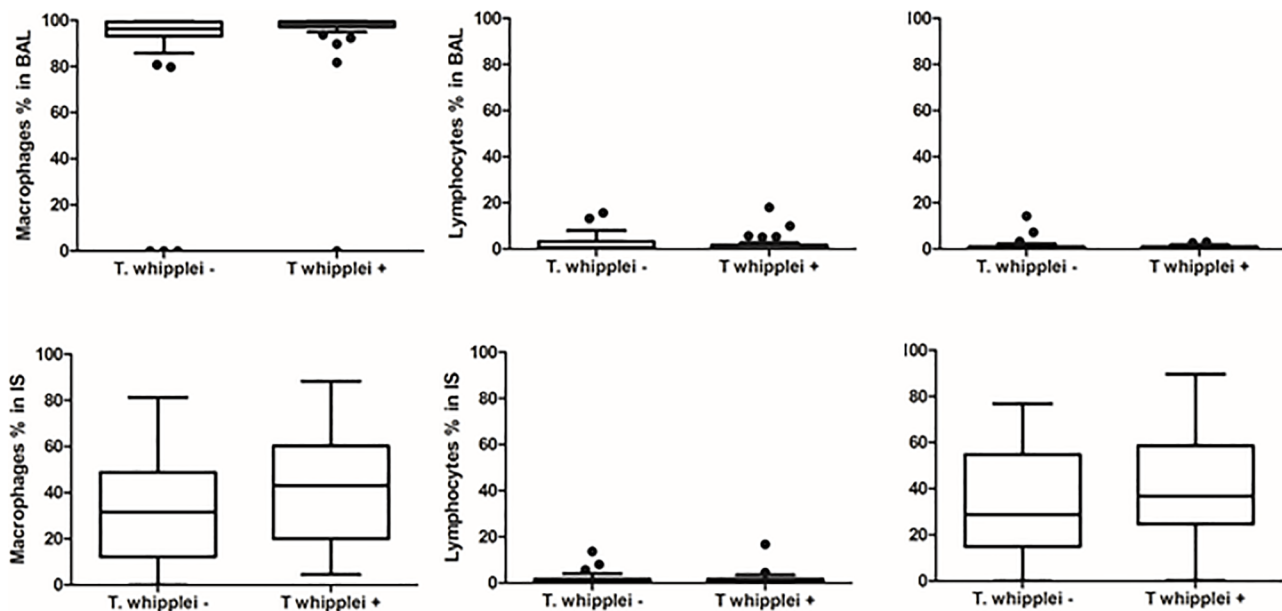 Macrophages % in BAL
100
80
60
40
20
0
T. whipplei -
T whipplei +
Lymphocytes % in BAL
100
80
60
40
20
0
T. whipplei -
T whipplei +
100
80
60
40
20
0
T. whipplei -
T whipplei +
Macrophages % in IS
100
80
60
40
20
0
T. whipplei -
T whipplei +
Lymphocytes % in IS
100
80
60
40
20
0
T. whipplei -
T whipplei +
100
80
60
40
20
0
T. whipplei -
T whipplei +